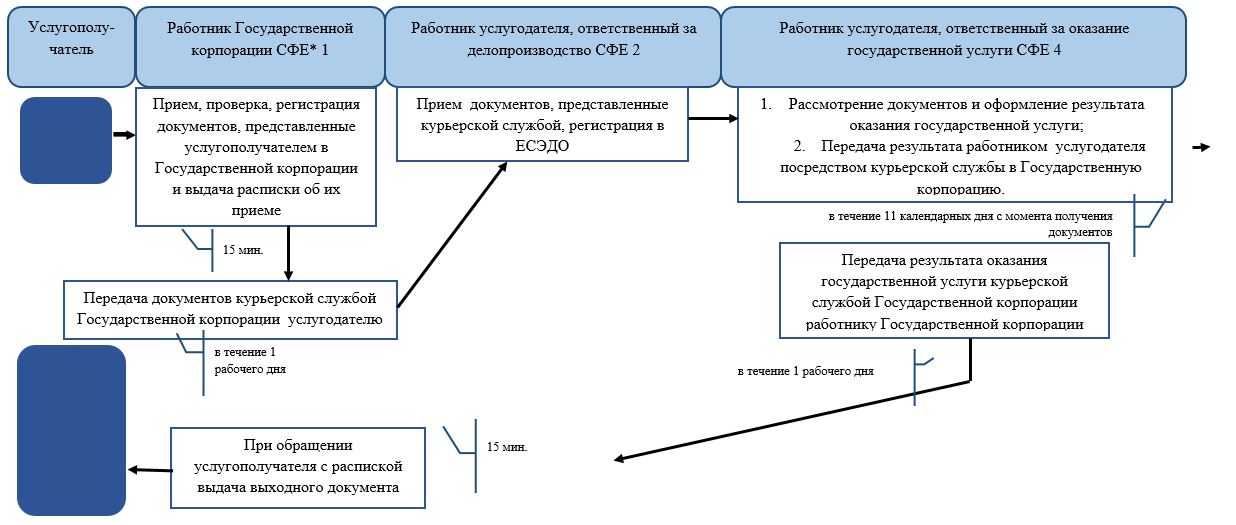 Услугополу-
чатель
Работник Государственной
корпорации СФЕ* 1
Работник услугодателя, ответственный за
делопроизводство СФЕ 2
Работник услугодателя, ответственный за оказание
государственной услуги СФЕ 4
Прием, проверка, регистрация
документов, представленные
услугополучателем в
Государственной корпорации
и выдача расписки об их
приеме
Прием документов, представленные
курьерской службой, регистрация в
ЕСЭДО
1. Рассмотрение документов и оформление результата
оказания государственной услуги;
2. Передача результата работником услугодателя
посредством курьерской службы в Государственную
корпорацию.
15 мин.
в течение 11 календарных дня с момента получения
документов
Передача документов курьерской службой
Государственной корпорации услугодателю
Передача результата оказания
государственной услуги курьерской
службой Государственной корпорации
работнику Государственной корпорации
в течение 1
рабочего дня
в течение 1 рабочего дня
При обращении
услугополучателя с распиской
выдача выходного документа
15 мин.